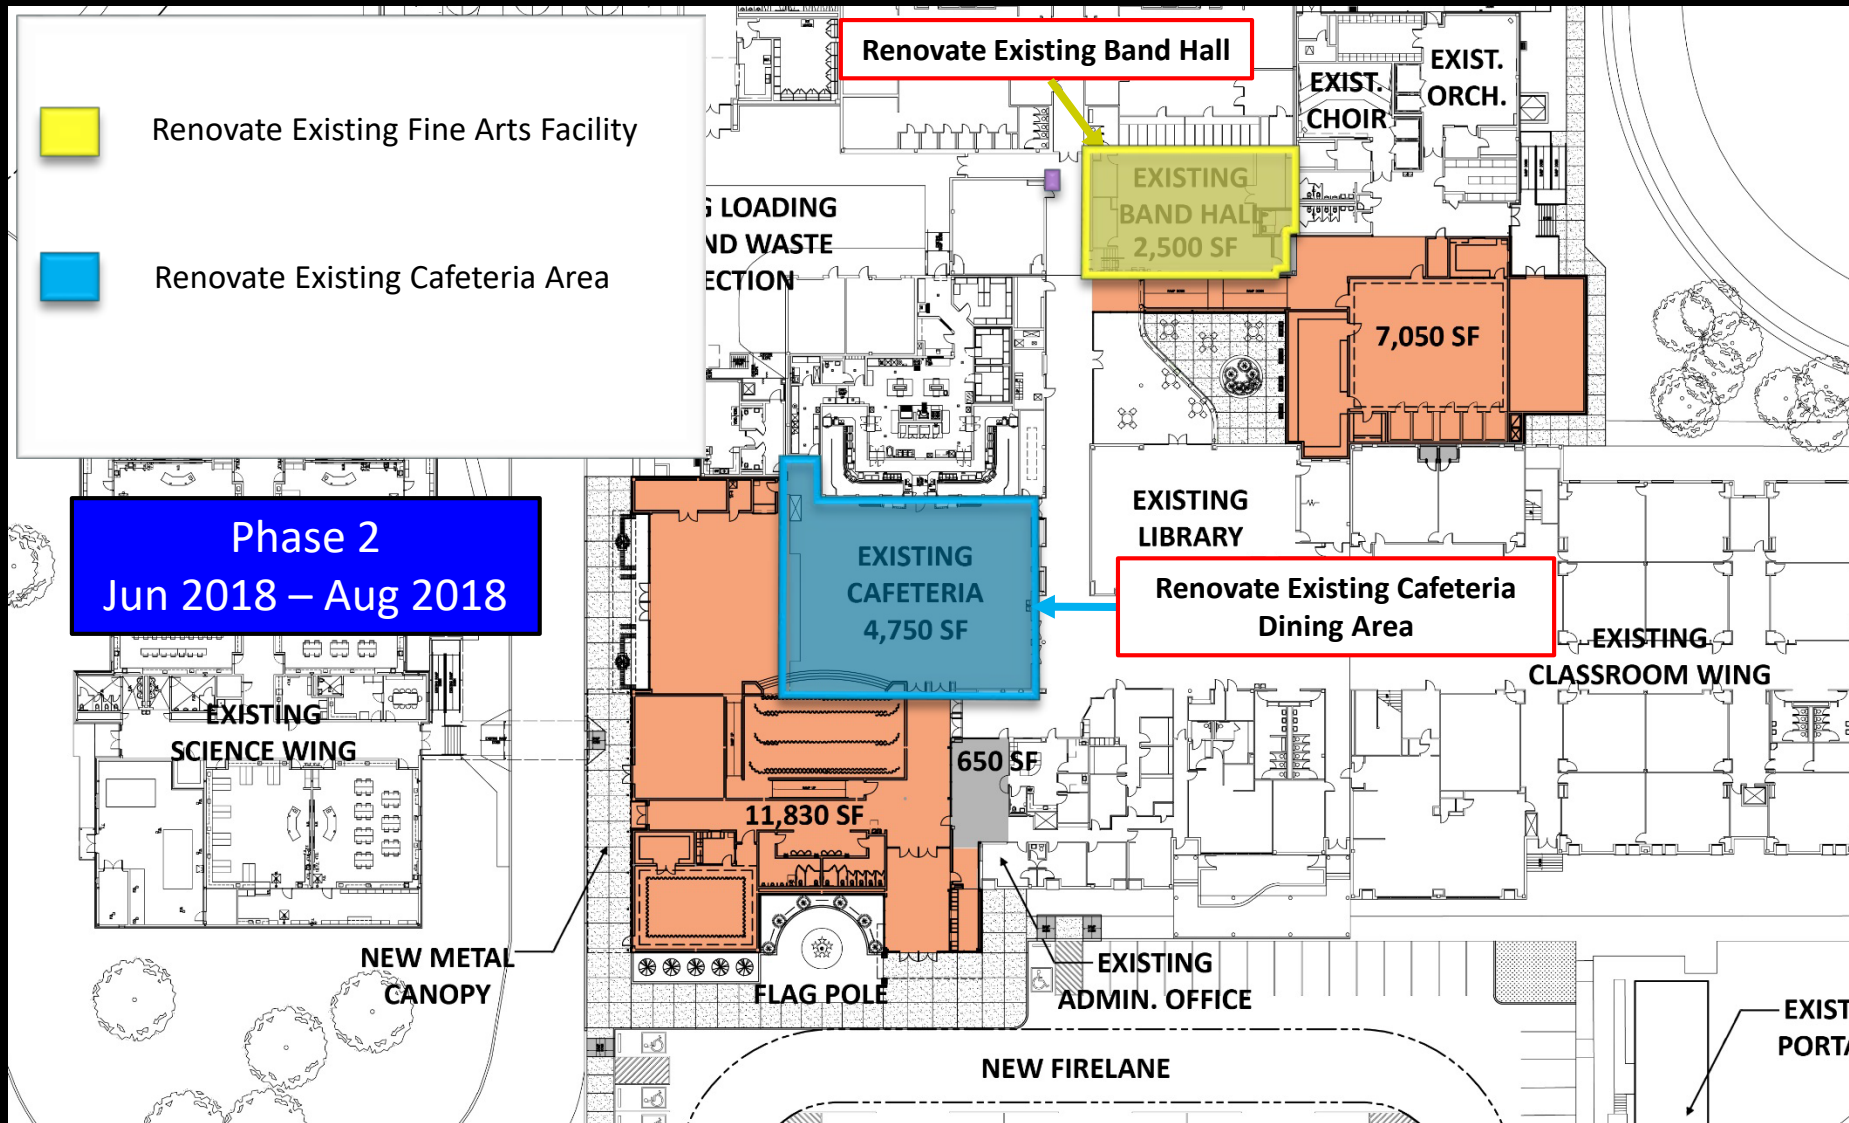 Renovate Existing Fine Arts Facility
Renovate Existing Cafeteria Area
Renovate Existing Band Hall
EXIST.
CHOIR
EXIST.
ORCH.
EXISTING
BAND HALL
2,500 SF
LOADING
WASTE
7,050 SF
Phase 2
Jun 2018 – Aug 2018
EXISTING
CAFETERIA
4,750 SF
EXISTING
LIBRARY
Renovate Existing Cafeteria
Dining Area
EXISTING
CLASSROOM WING
EXISTING
SCIENCE WING
650 SF
11,830 SF
NEW METAL
CANOPY
FLAG POLE
EXISTING
ADMIN. OFFICE
NEW FIRELANE
EXIST
PORTA